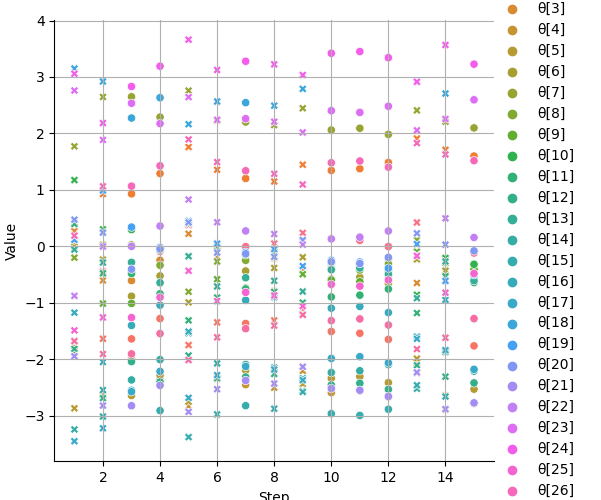 4
3
2
1
0
−1
−2
−3
Value
2
4
6
8
10
12
14
Step
θ[3]
θ[4]
θ[5]
θ[6]
θ[7]
θ[8]
θ[9]
θ[10]
θ[11]
θ[12]
θ[13]
θ[14]
θ[15]
θ[16]
θ[17]
θ[18]
θ[19]
θ[20]
θ[21]
θ[22]
θ[23]
θ[24]
θ[25]
θ[26]